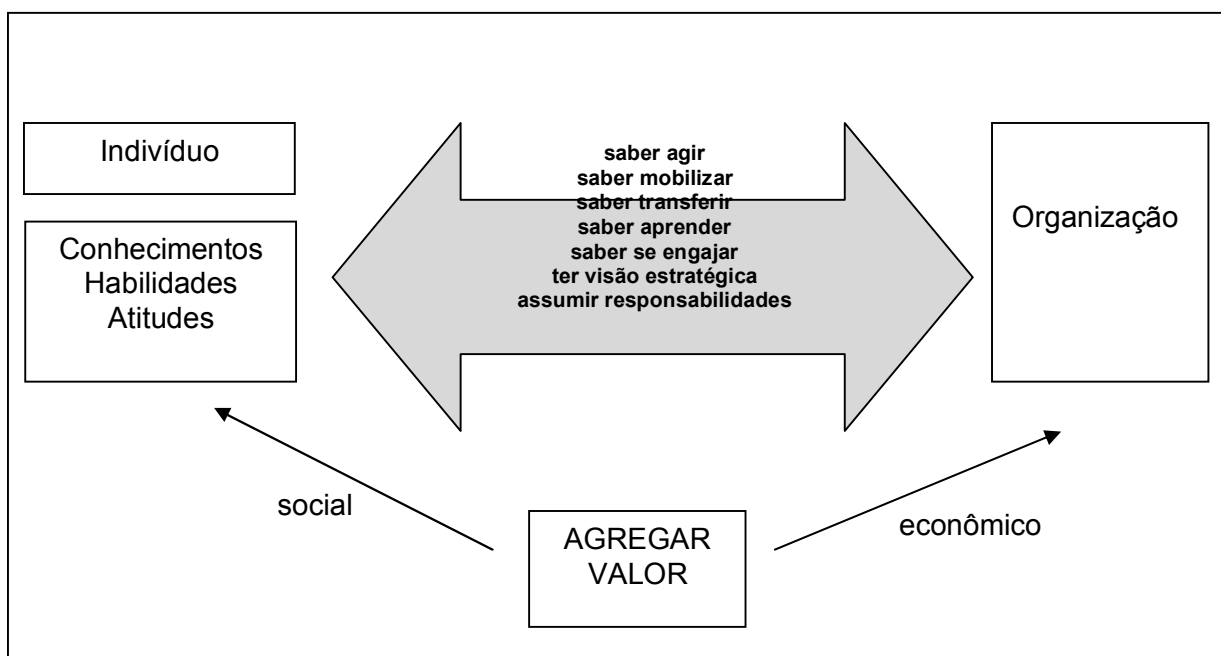 Indivíduo
Conhecimentos
Habilidades
Atitudes
saber agir
saber mobilizar
saber transferir
saber aprender
saber se engajar
ter visão estratégica
assumir responsabilidades
Organização
social
AGREGAR
VALOR
econômico